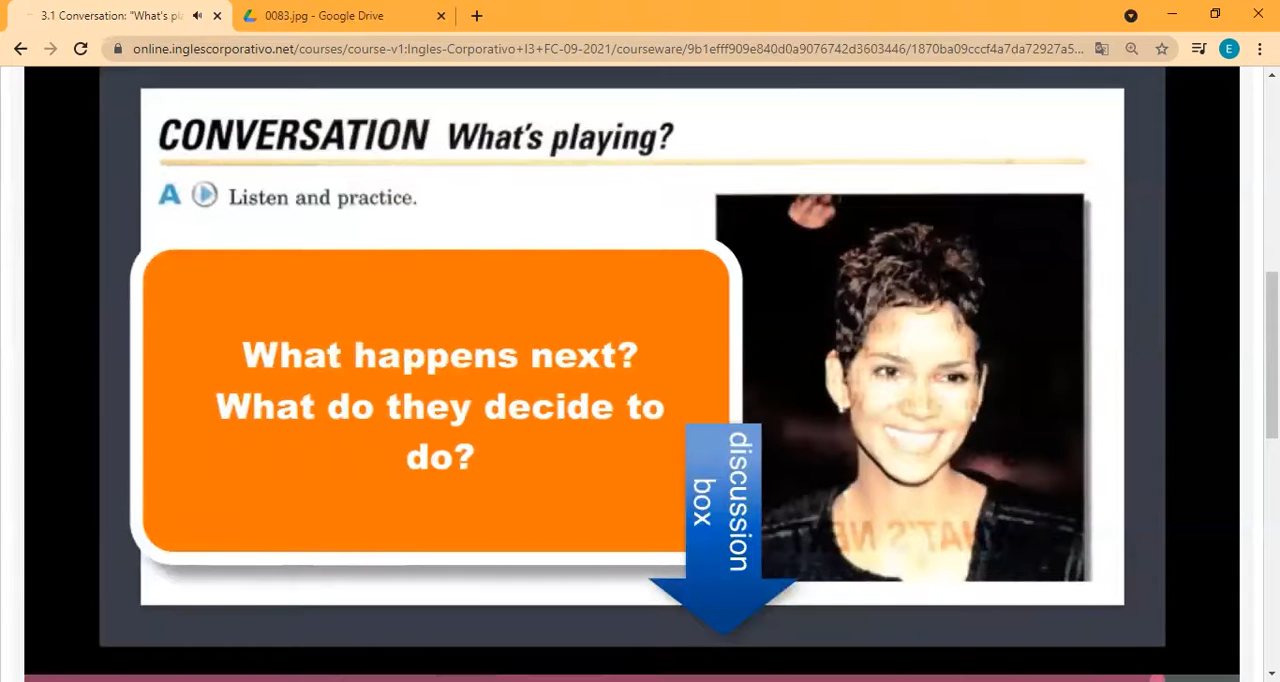 3.1 Conversation: "What's pla
0083.jpg - Google Drive
online.inglescorporativo.net/courses/course-v1:Ingles-Corporativo+I3+FC-09-2021/courseware/9b1efff909e840d0a9076742d3603446/1870ba09cccf4a7da72927a5...
E
CONVERSATION What's playing?
A Listen and practice.
What happens next?
What do they decide to
do?
discussion
box